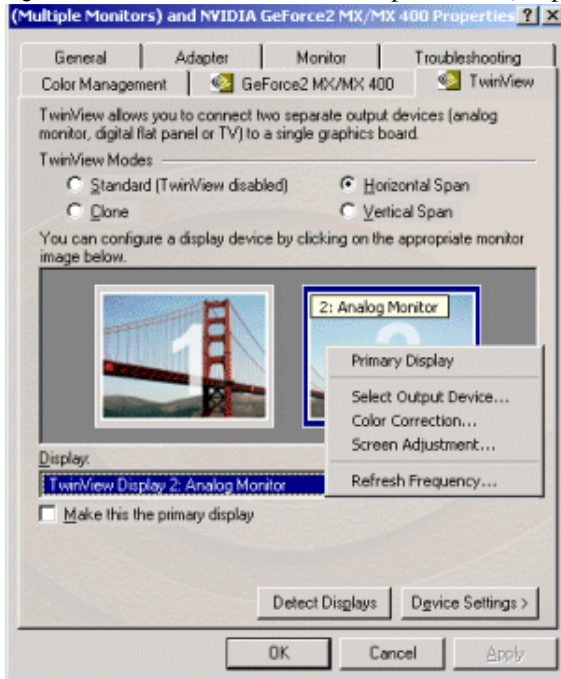 (Multiple Monitors) and NVIDIA GeForce2 MX/MX 400 Properties ? X
General Adapter Monitor Troubleshooting
Color Management GeForce2 MX/MX 400 TwinView
TwinView allows you to connect two separate output devices (analog
monitor, digital flat panel or TV) to a single graphics board.
TwinView Modes
Standard (TwinView disabled) Horizontal Span
Clone Vertical Span
You can configure a display device by clicking on the appropriate monitor
image below.
1
2: Analog Monitor
Primary Display
Select Output Device...
Color Correction...
Screen Adjustment...
Refresh Frequency...
Display:
TwinView Display 2: Analog Monitor
Make this the primary display
Detect Displays Device Settings >
OK Cancel Apply